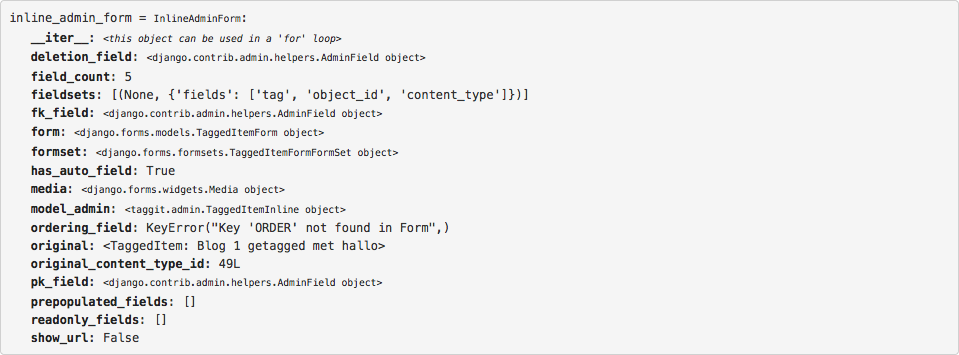 inline_admin_form = InlineAdminForm:
__iter__: <this object can be used in a 'for' loop>
deletion_field: <django.contrib.admin.helpers.AdminField object>
field_count: 5
fieldsets: [(None, {'fields': ['tag', 'object_id', 'content_type']})]
fk_field: <django.contrib.admin.helpers.AdminField object>
form: <django.forms.models.TaggedItemForm object>
formset: <django.forms.formsets.TaggedItemFormFormSet object>
has_auto_field: True
media: <django.forms.widgets.Media object>
model_admin: <taggit.admin.TaggedItemInline object>
ordering_field: KeyError("Key 'ORDER' not found in Form",)
original: <TaggedItem: Blog 1 getagged met hallo>
original_content_type_id: 49L
pk_field: <django.contrib.admin.helpers.AdminField object>
prepopulated_fields: []
readonly_fields: []
show_url: False